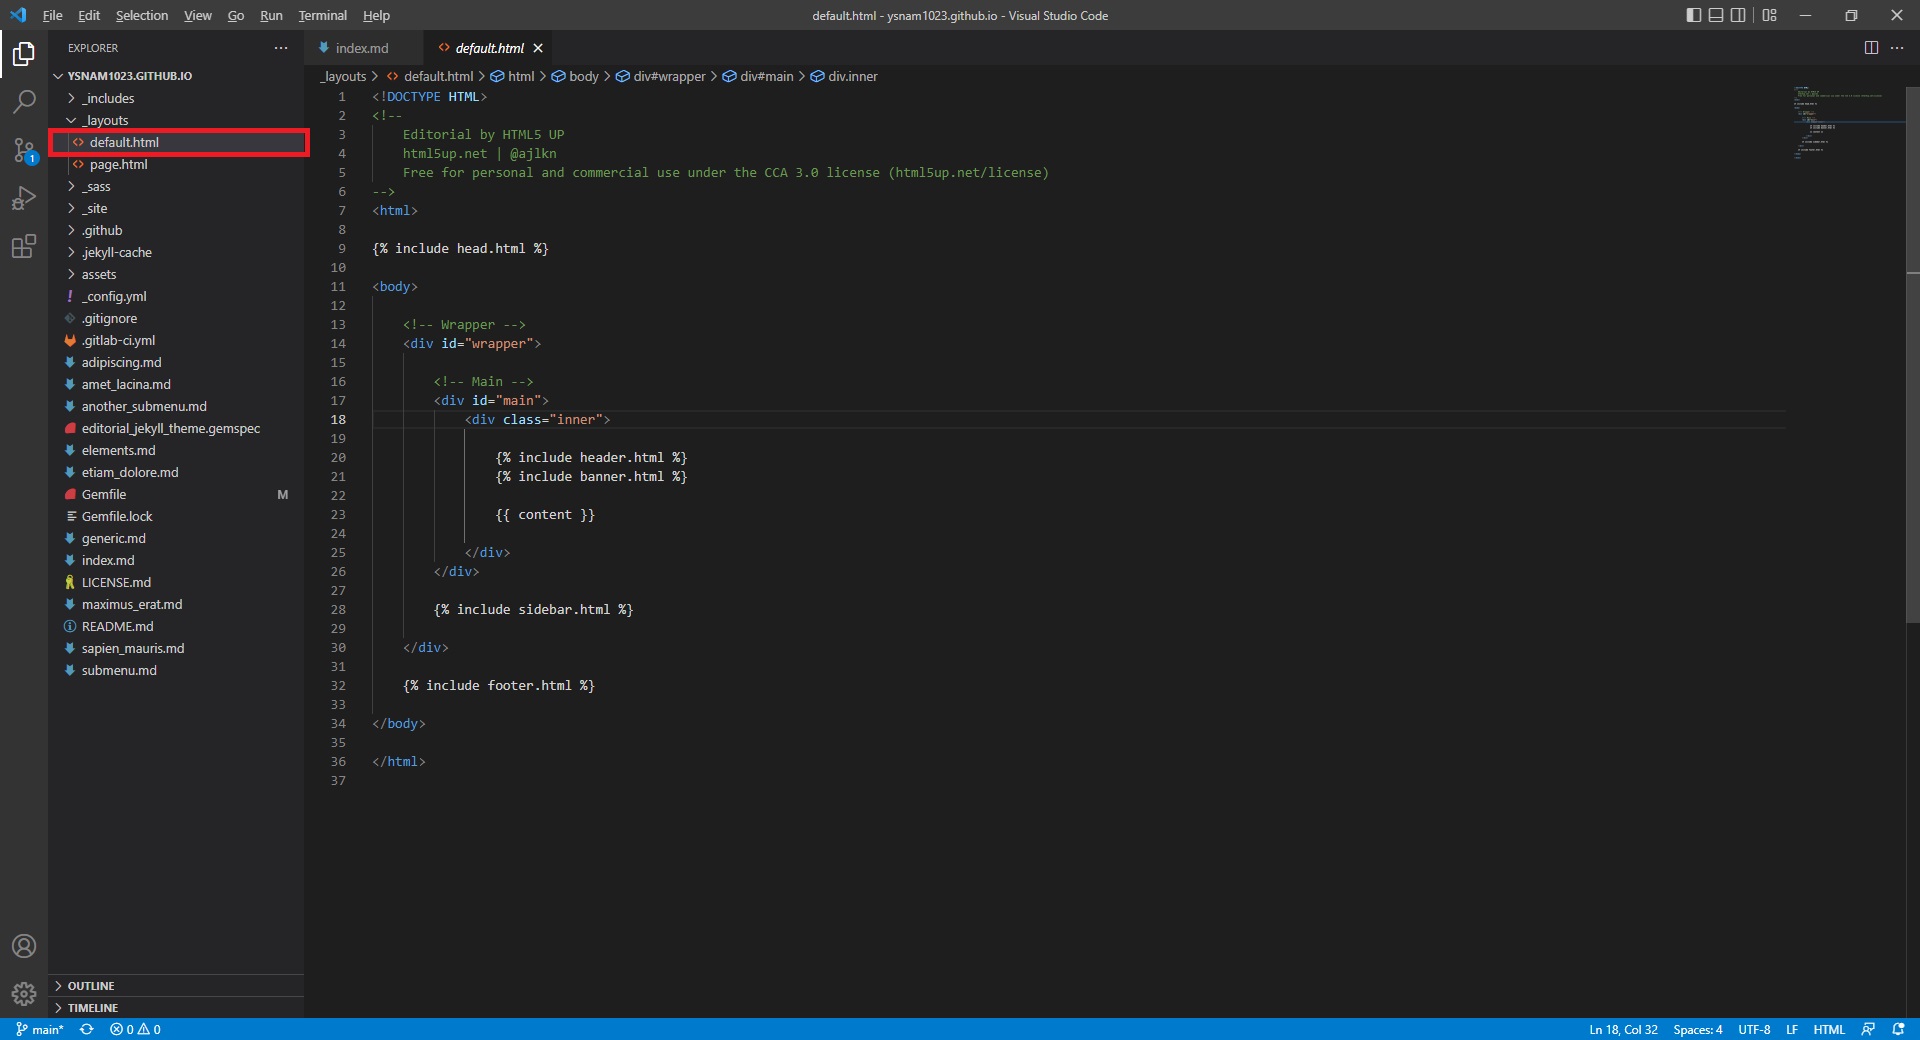 File Edit Selection View Go Run Terminal Help
default.html - ysnam1023.github.io - Visual Studio Code
EXPLORER
YSNAM1023.GITHUB.IO
_includes
_layouts
default.html
page.html
_sass
_site
.github
.jekyll-cache
assets
_config.yml
.gitignore
.gitlab-ci.yml
adipiscing.md
amet_lacina.md
another_submenu.md
editorial_jekyll_theme.gemspec
elements.md
etiam_dolore.md
Gemfile M
Gemfile.lock
generic.md
index.md
LICENSE.md
maximus_erat.md
README.md
sapien_mauris.md
submenu.md
OUTLINE
TIMELINE
1
index.md default.html
_layouts > default.html > html > body > div#wrapper > div#main > div.inner
1 <!DOCTYPE HTML>
2 <!--
3 Editorial by HTML5 UP
4 html5up.net | @ajlkn
5 Free for personal and commercial use under the CCA 3.0 license (html5up.net/license)
6 -->
7 <html>
8
9 {% include head.html %}
10
11 <body>
12
13 <!-- Wrapper -->
14 <div id="wrapper">
15
16 <!-- Main -->
17 <div id="main">
18 <div class="inner">
19
20 {% include header.html %}
21 {% include banner.html %}
22
23 {{ content }}
24
25 </div>
26 </div>
27
28 {% include sidebar.html %}
29
30 </div>
31
32 {% include footer.html %}
33
34 </body>
35
36 </html>
37
main* 0 0 Ln 18, Col 32 Spaces: 4 UTF-8 LF HTML